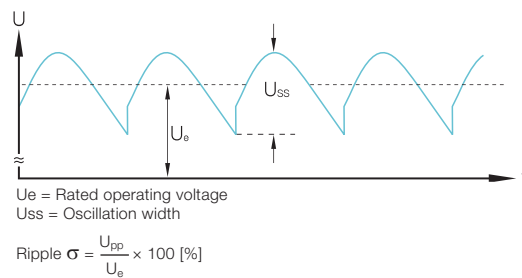 U
Uss
Ue
≈
Ue = Rated operating voltage
Uss = Oscillation width
Ripple σ = Upp / Ue × 100 [%]